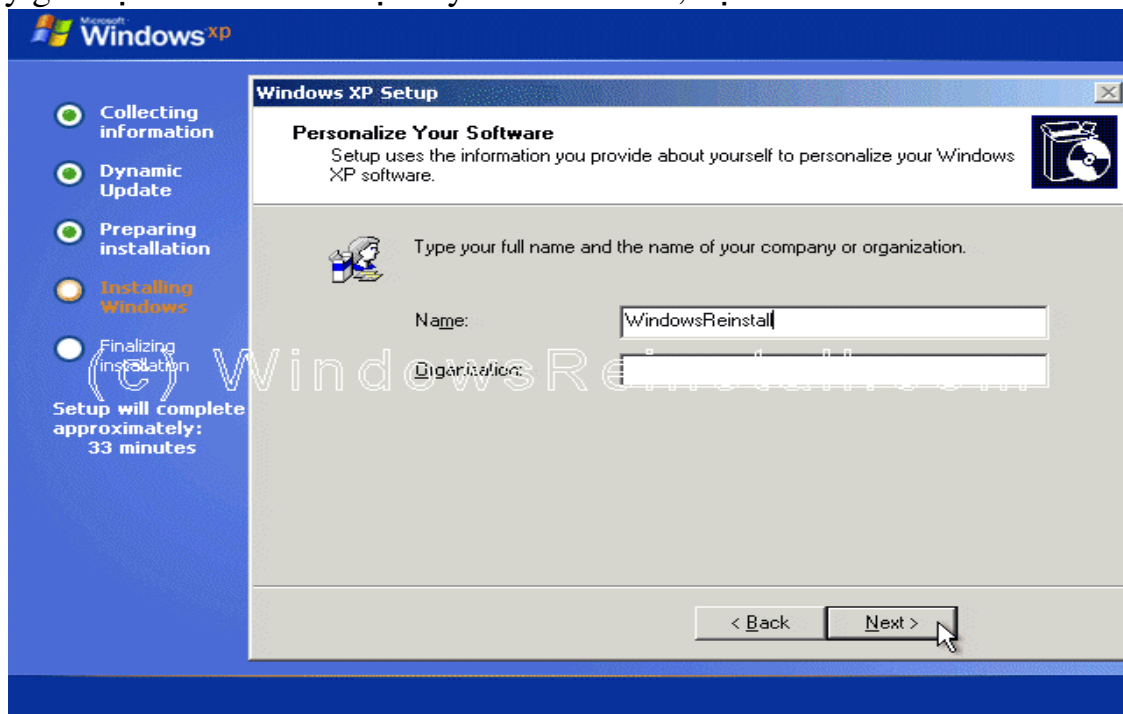 Microsoft
Windows xp
Windows XP Setup
Personalize Your Software
Setup uses the information you provide about yourself to personalize your Windows
XP software.
Collecting
information
Dynamic
Update
Preparing
installation
Installing
Windows
Finalizing
installation
Setup will complete
approximately:
33 minutes
Type your full name and the name of your company or organization.
Name:
WindowsReinstall
Organization:
(C) WindowsReinstall.com
< Back
Next >